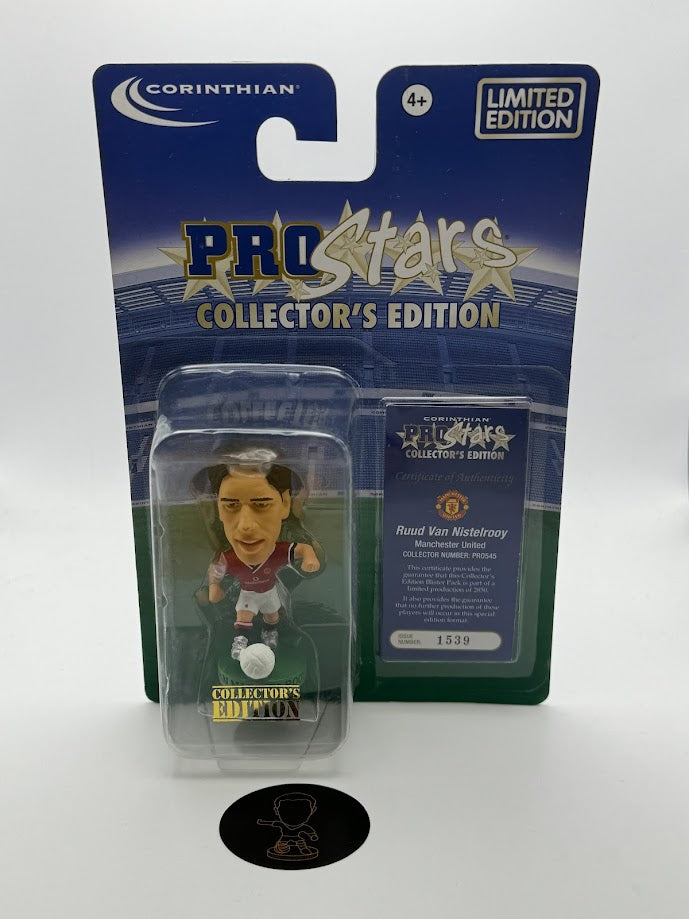 CORINTHIAN
4+
LIMITED
EDITION
PROStars
COLLECTOR'S EDITION
CORINTHIAN
PROStars
COLLECTOR'S EDITION
Certificate of Authenticity
MANCHESTER
UNITED
Ruud Van Nistelrooy
Manchester United
COLLECTOR NUMBER: PRO545
This certificate provides the
guarantee that this Collector's
Edition Blister Pack is part of a
limited production of 2850.
It also provides the guarantee
that no further production of these
players will occur in this special
edition format.
ISSUE
NUMBER: 1539
COLLECTOR'S
EDITION